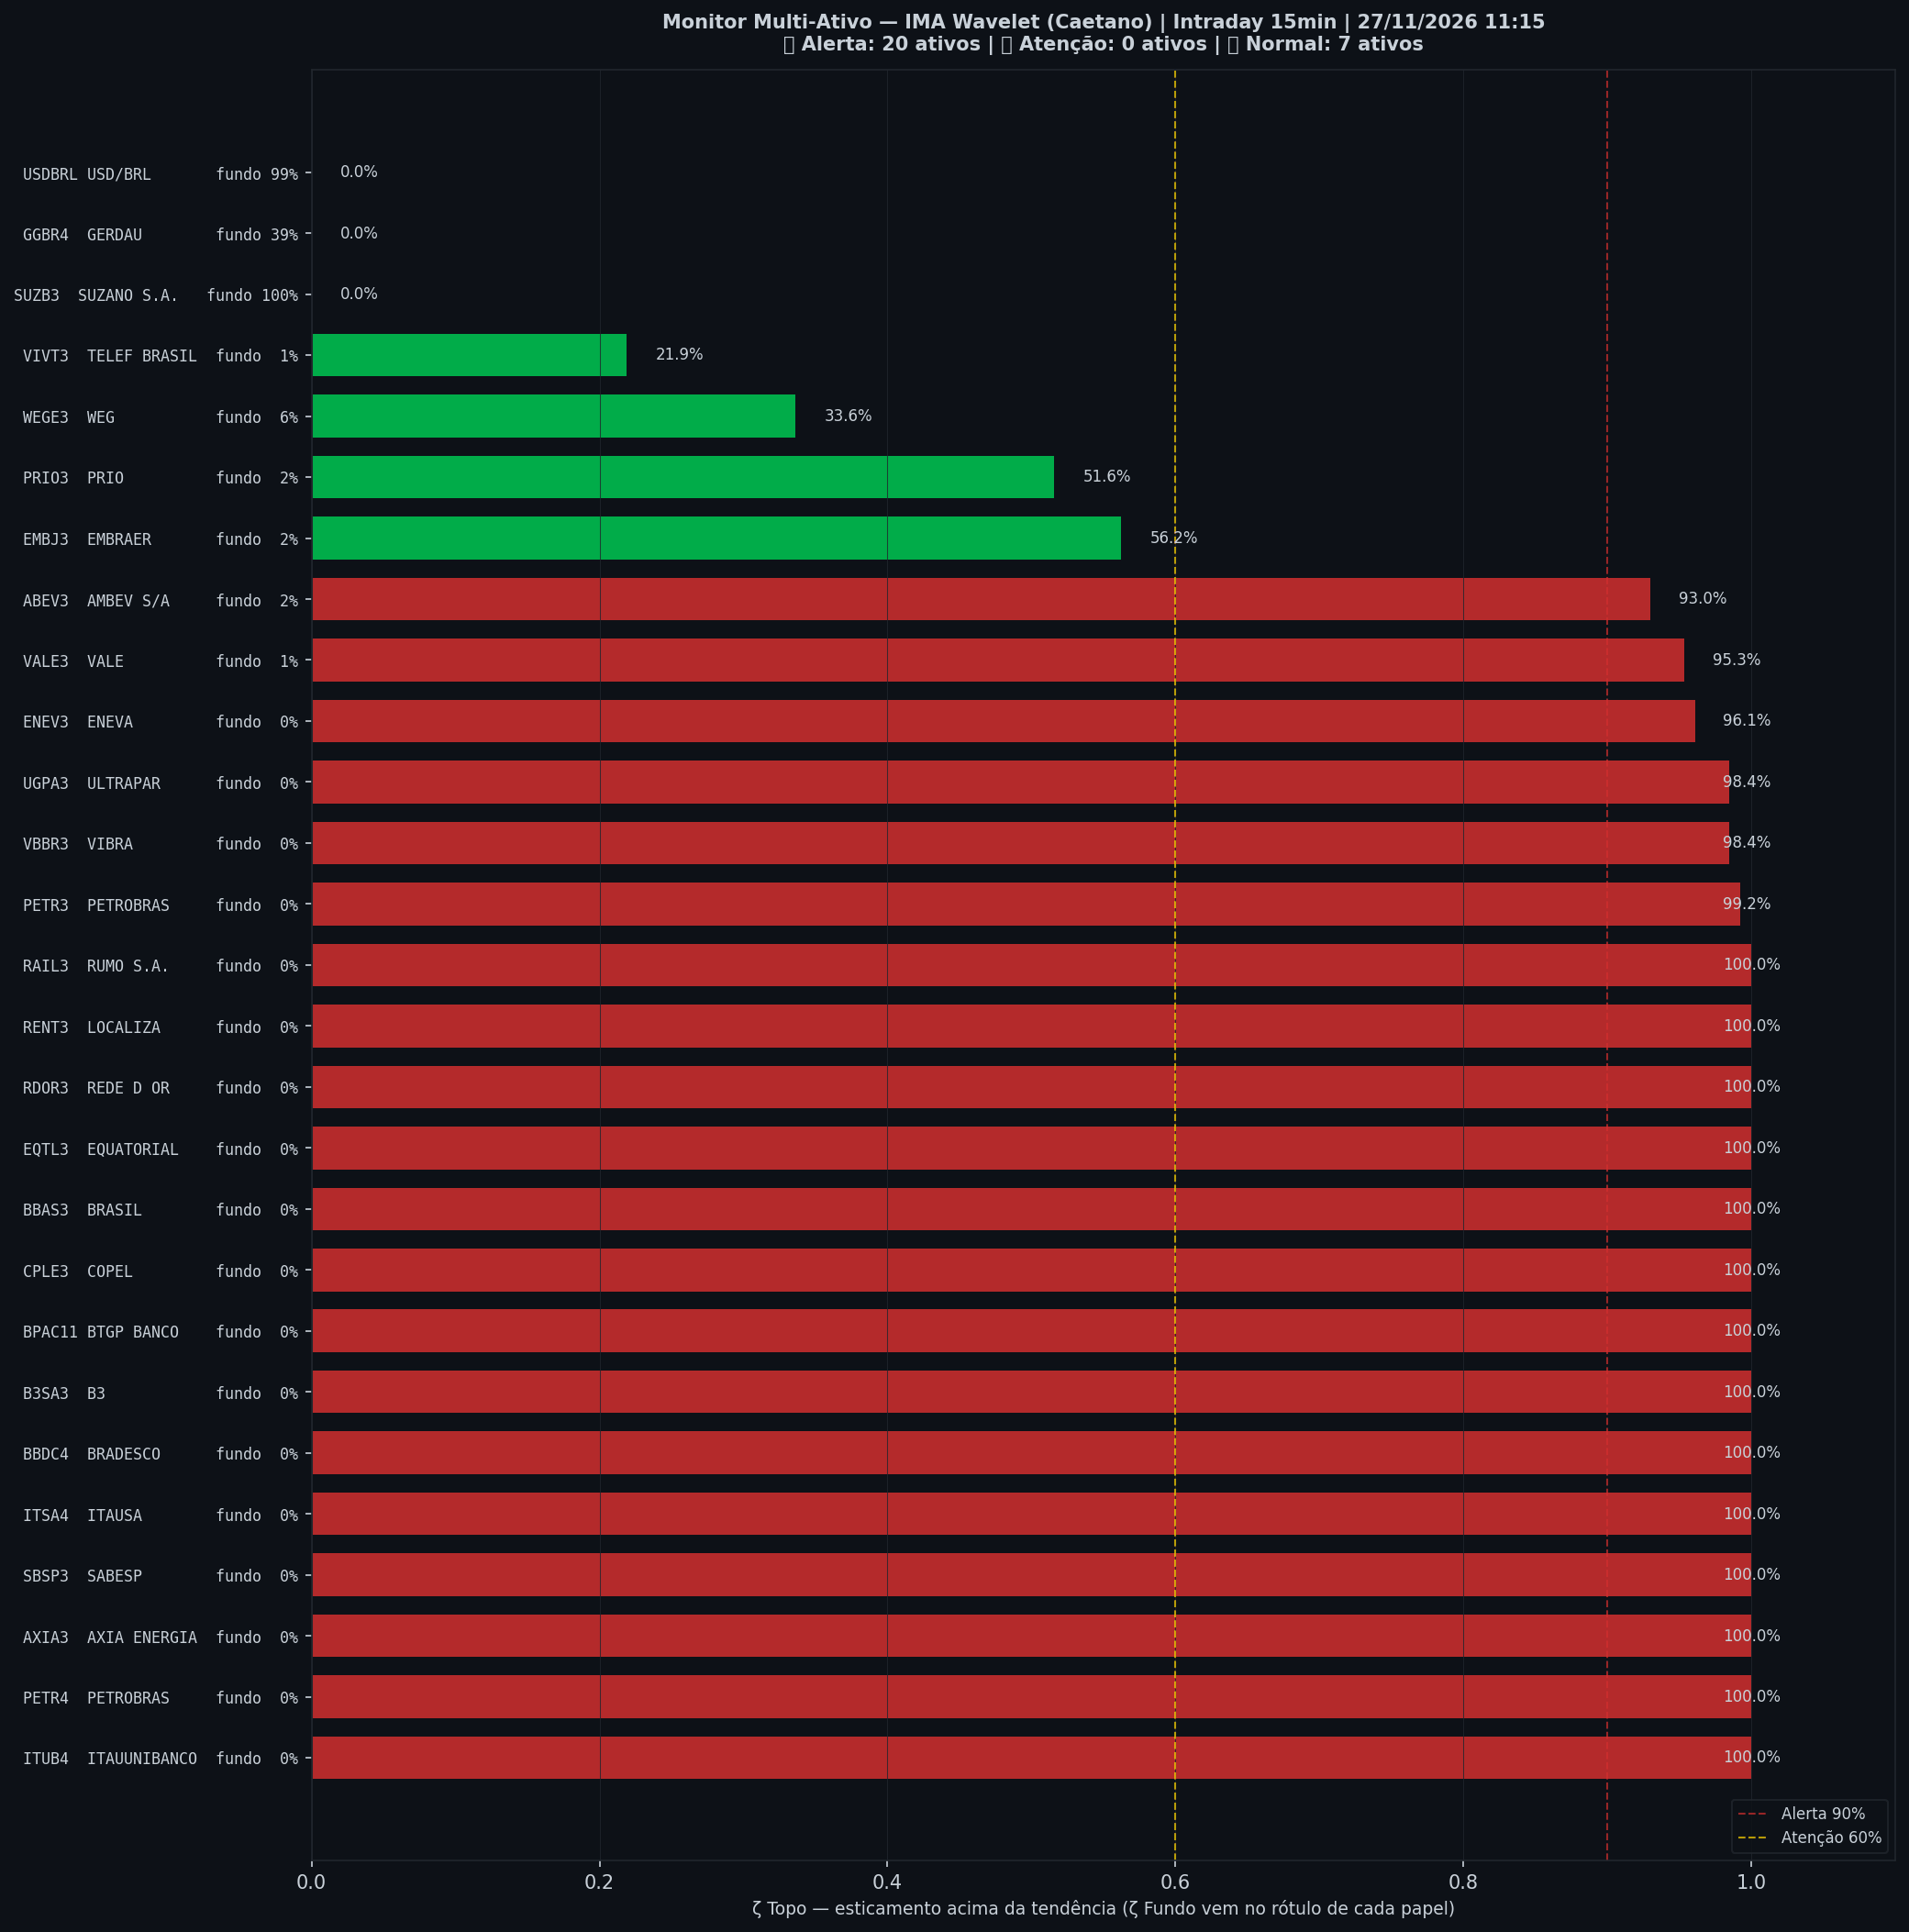 Monitor Multi-Ativo — IMA Wavelet (Caetano) | Intraday 15min | 27/11/2026 11:15
Alerta: 20 ativos | Atenção: 0 ativos | Normal: 7 ativos
USDBRL USD/BRL fundo 99% 0.0%
GGBR4 GERDAU fundo 39% 0.0%
SUZB3 SUZANO S.A. fundo 100% 0.0%
VIVT3 TELEF BRASIL fundo 1% 21.9%
WEGE3 WEG fundo 6% 33.6%
PRIO3 PRIO fundo 2% 51.6%
EMBJ3 EMBRAER fundo 2% 56.2%
ABEV3 AMBEV S/A fundo 2% 93.0%
VALE3 VALE fundo 1% 95.3%
ENEV3 ENEVA fundo 0% 96.1%
UGPA3 ULTRAPAR fundo 0% 98.4%
VBBR3 VIBRA fundo 0% 98.4%
PETR3 PETROBRAS fundo 0% 99.2%
RAIL3 RUMO S.A. fundo 0% 100.0%
RENT3 LOCALIZA fundo 0% 100.0%
RDOR3 REDE D OR fundo 0% 100.0%
EQTL3 EQUATORIAL fundo 0% 100.0%
BBAS3 BRASIL fundo 0% 100.0%
CPLE3 COPEL fundo 0% 100.0%
BPAC11 BTGP BANCO fundo 0% 100.0%
B3SA3 B3 fundo 0% 100.0%
BBDC4 BRADESCO fundo 0% 100.0%
ITSA4 ITAUSA fundo 0% 100.0%
SBSP3 SABESP fundo 0% 100.0%
AXIA3 AXIA ENERGIA fundo 0% 100.0%
PETR4 PETROBRAS fundo 0% 100.0%
ITUB4 ITAUUNIBANCO fundo 0% 100.0%
Alerta 90%
Atenção 60%
0.0 0.2 0.4 0.6 0.8 1.0
ζ Topo — esticamento acima da tendência (ζ Fundo vem no rótulo de cada papel)